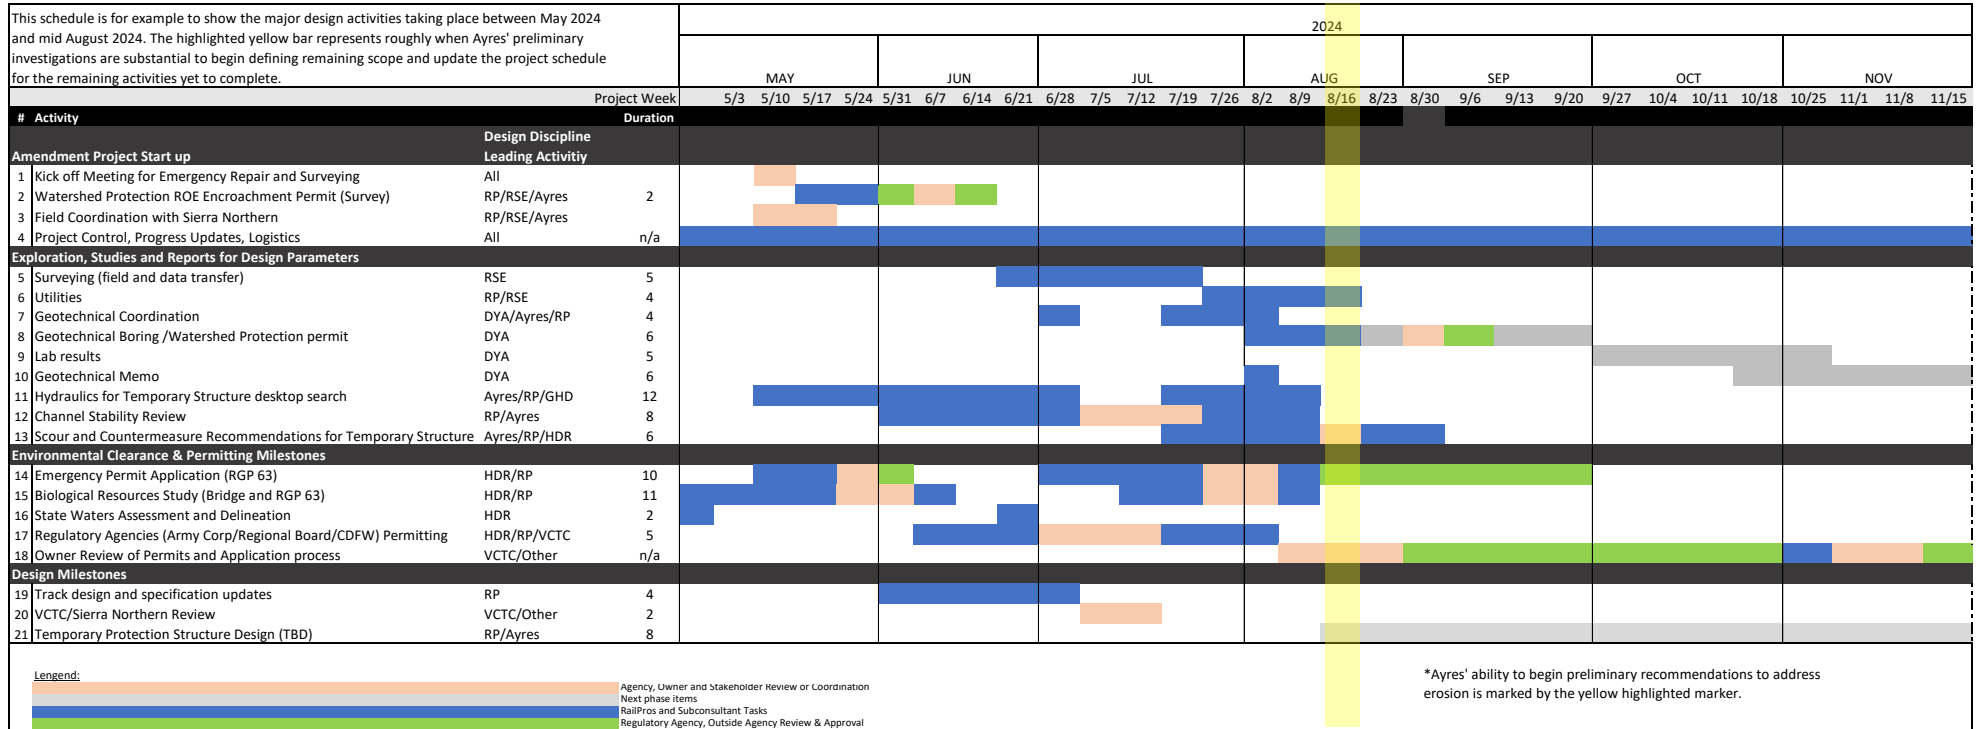 This schedule is for example to show the major design activities taking place between May 2024
and mid August 2024. The highlighted yellow bar represents roughly when Ayres' preliminary
investigations are substantial to begin defining remaining scope and update the project schedule
for the remaining activities yet to complete.
2024
MAY JUN JUL AUG SEP OCT NOV
Project Week 5/3 5/10 5/17 5/24 5/31 6/7 6/14 6/21 6/28 7/5 7/12 7/19 7/26 8/2 8/9 8/16 8/23 8/30 9/6 9/13 9/20 9/27 10/4 10/11 10/18 10/25 11/1 11/8 11/15
# Activity Duration
Design Discipline
Amendment Project Start up Leading Activitiy
1 Kick off Meeting for Emergency Repair and Surveying All
2 Watershed Protection ROE Encroachment Permit (Survey) RP/RSE/Ayres 2
3 Field Coordination with Sierra Northern RP/RSE/Ayres
4 Project Control, Progress Updates, Logistics All n/a
Exploration, Studies and Reports for Design Parameters
5 Surveying (field and data transfer) RSE 5
6 Utilities RP/RSE 4
7 Geotechnical Coordination DYA/Ayres/RP 4
8 Geotechnical Boring /Watershed Protection permit DYA 6
9 Lab results DYA 5
10 Geotechnical Memo DYA 6
11 Hydraulics for Temporary Structure desktop search Ayres/RP/GHD 12
12 Channel Stability Review RP/Ayres 8
13 Scour and Countermeasure Recommendations for Temporary Structure Ayres/RP/HDR 6
Environmental Clearance & Permitting Milestones
14 Emergency Permit Application (RGP 63) HDR/RP 10
15 Biological Resources Study (Bridge and RGP 63) HDR/RP 11
16 State Waters Assessment and Delineation HDR 2
17 Regulatory Agencies (Army Corp/Regional Board/CDFW) Permitting HDR/RP/VCTC 5
18 Owner Review of Permits and Application process VCTC/Other n/a
Design Milestones
19 Track design and specification updates RP 4
20 VCTC/Sierra Northern Review VCTC/Other 2
21 Temporary Protection Structure Design (TBD) RP/Ayres 8
Lengend:
Agency, Owner and Stakeholder Review or Coordination
Next phase items
RailPros and Subconsultant Tasks
Regulatory Agency, Outside Agency Review & Approval
*Ayres' ability to begin preliminary recommendations to address
erosion is marked by the yellow highlighted marker.